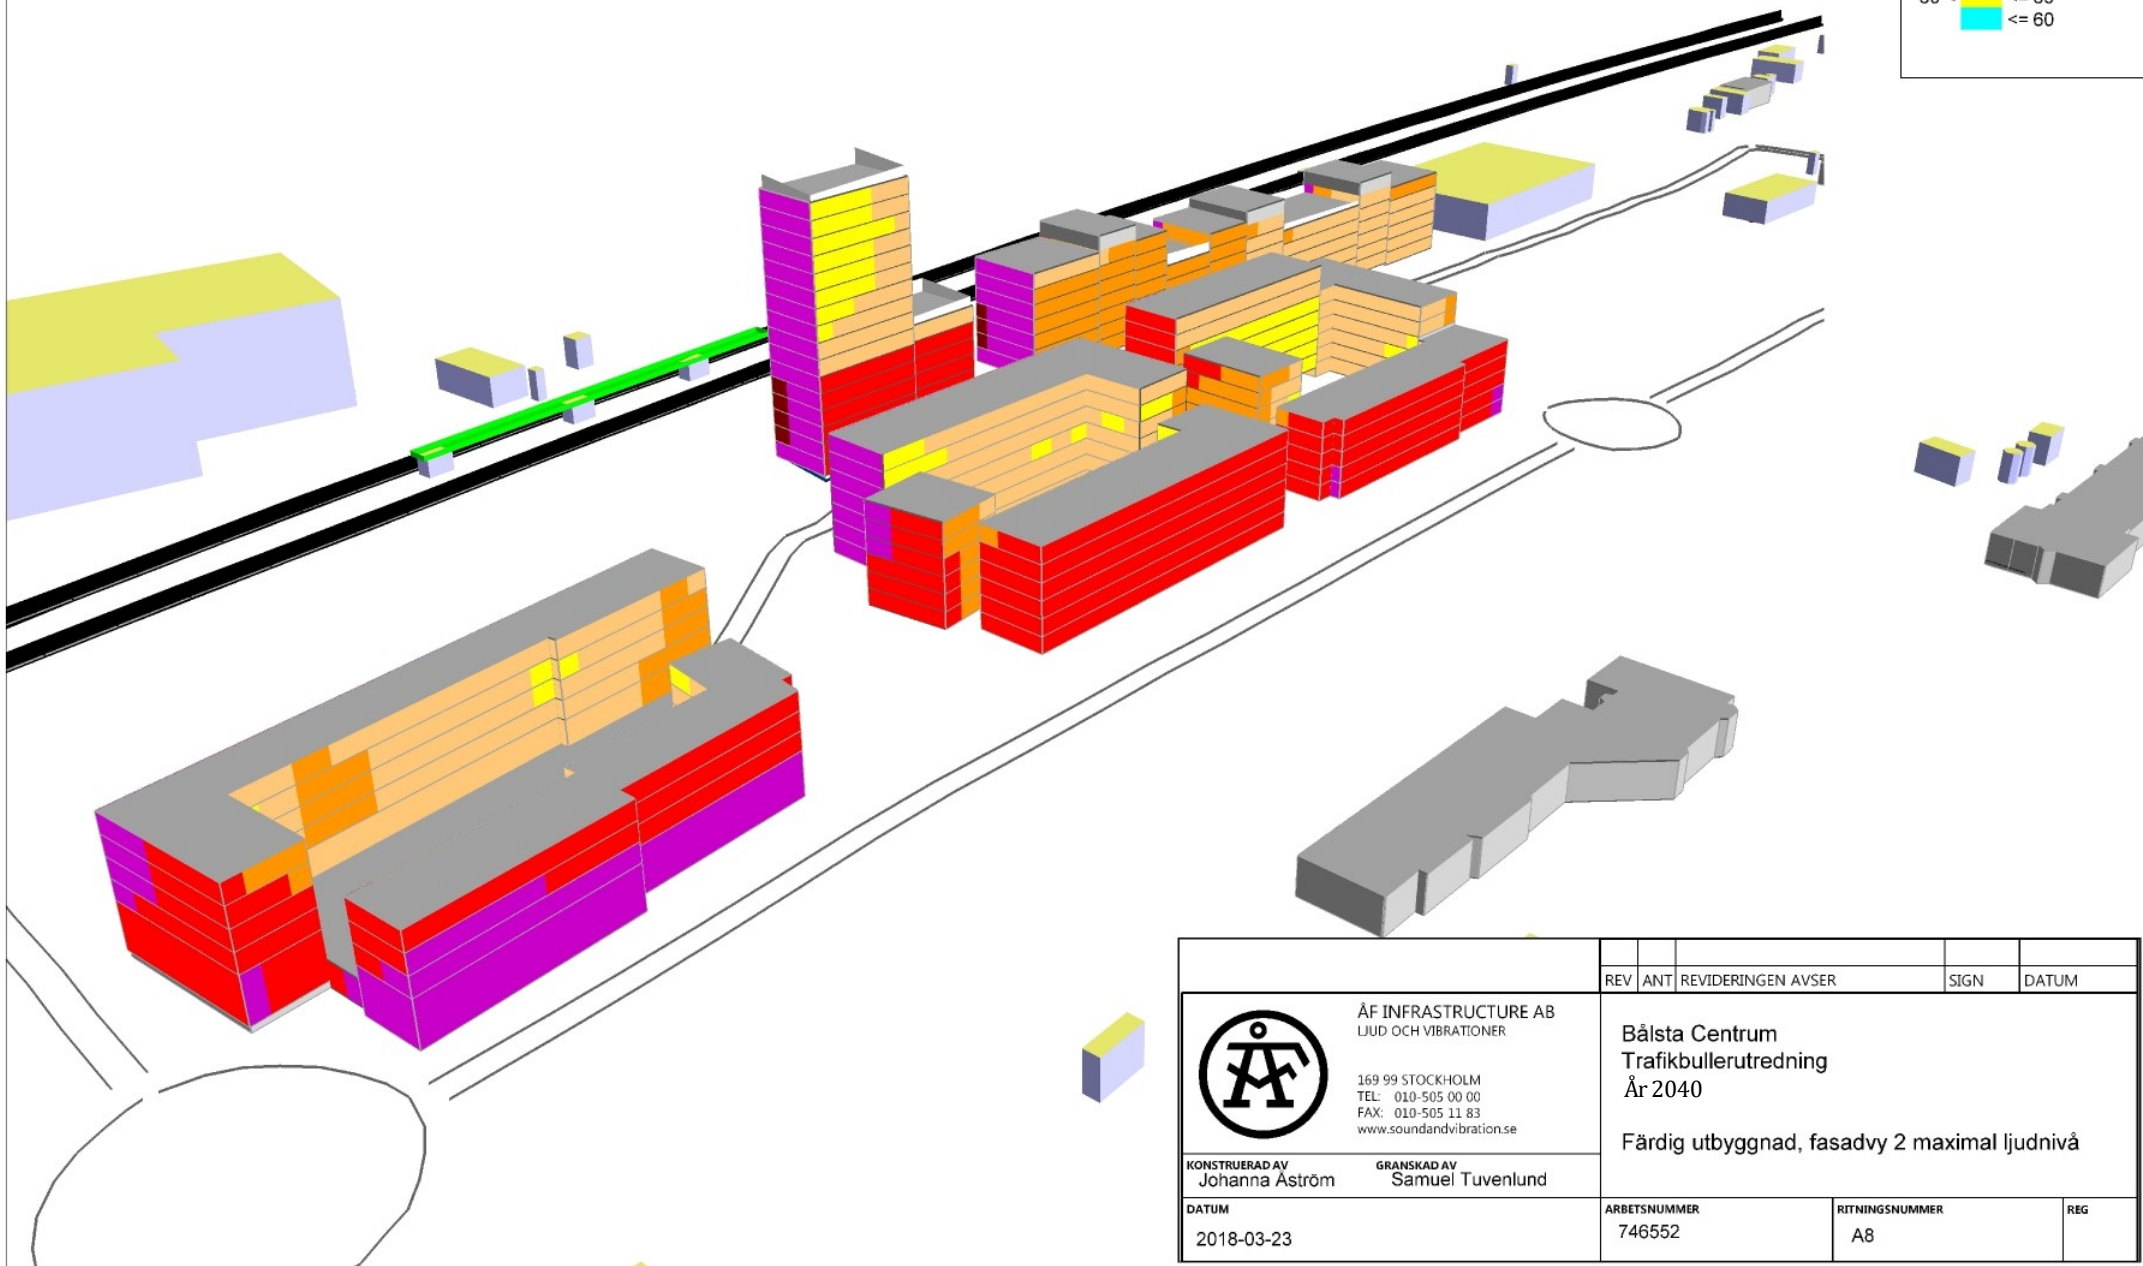 <= 60
REV ANT REVIDERINGEN AVSER SIGN DATUM
ÅF INFRASTRUCTURE AB
LJUD OCH VIBRATIONER
169 99 STOCKHOLM
TEL: 010-505 00 00
FAX: 010-505 11 83
www.soundandvibration.se
Bålsta Centrum
Trafikbullerutredning
År 2040
Färdig utbyggnad, fasadvy 2 maximal ljudnivå
KONSTRUERAD AV GRANSKAD AV
Johanna Åström Samuel Tuvenlund
DATUM
2018-03-23
ARBETSNUMMER
746552
RITNINGSNUMMER
A8
REG